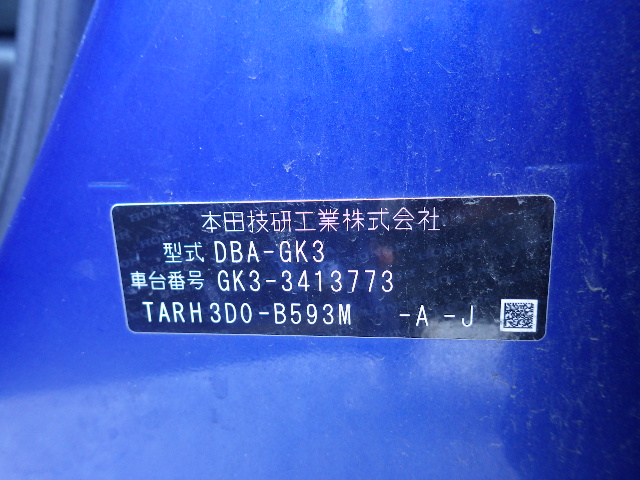 本田技研工業株式会社
型式 DBA-GK3
車台番号 GK3-3413773
TARH3D0-B593M -A -J